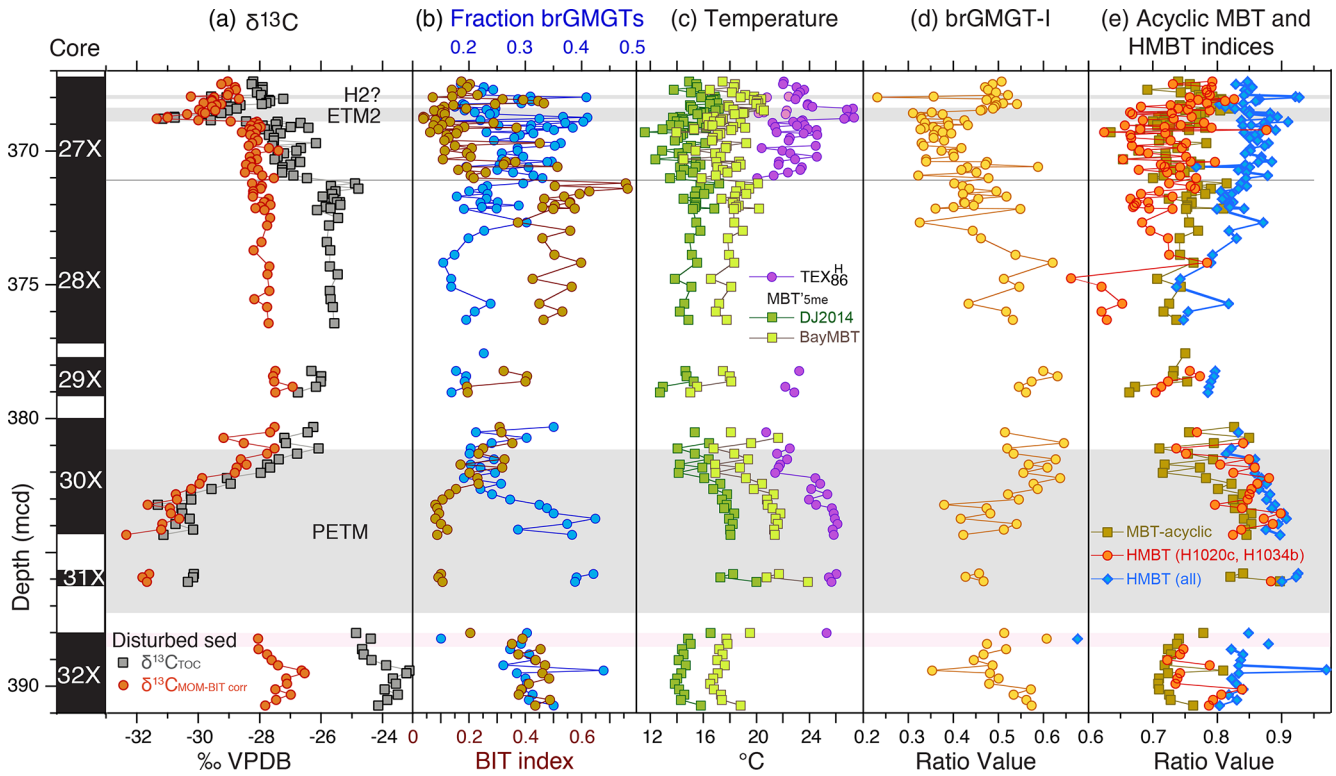 (a) δ13C
(b) Fraction brGMGTs
(c) Temperature
(d) brGMGT-I
(e) Acyclic MBT and
HMBT indices
Core
0.2 0.3 0.4 0.5
H2?
ETM2
27X
28X
29X
30X
31X
32X
370
375
380
390
Depth (mcd)
PETM
Disturbed sed
δ13CTOC
δ13CMOM-BIT corr
TEXH86
MBT'5me
DJ2014
BayMBT
MBT-acyclic
HMBT (H1020c, H1034b)
HMBT (all)
-32 -30 -28 -26 -24
0 0.2 0.4 0.6 0.8
12 16 20 24
0.1 0.2 0.3 0.4 0.5 0.6
0.6 0.7 0.8 0.9
‰ VPDB
BIT index
°C
Ratio Value
Ratio Value